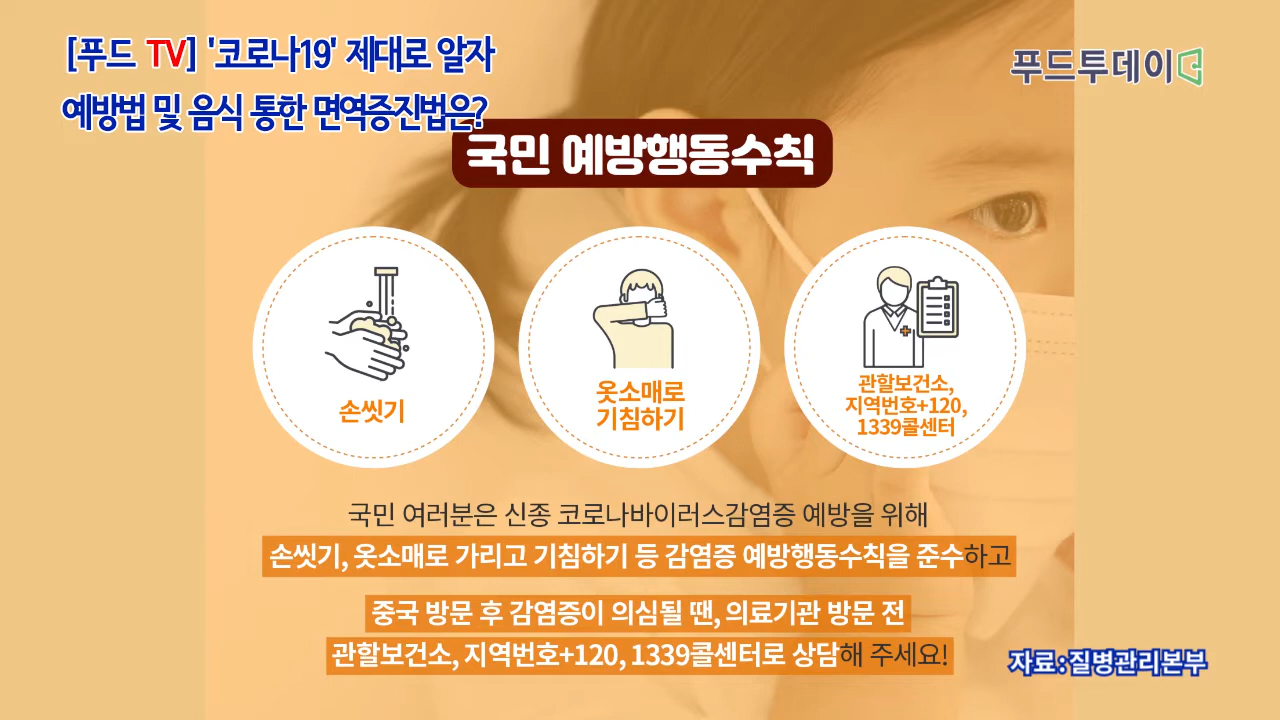 [푸드 TV] '코로나19' 제대로 알자
예방법 및 음식 통한 면역증진법은?
푸드투데이
국민 예방행동수칙
손씻기
옷소매로
기침하기
관할보건소,
지역번호+120,
1339콜센터
국민 여러분은 신종 코로나바이러스감염증 예방을 위해
손씻기, 옷소매로 가리고 기침하기 등 감염증 예방행동수칙을 준수하고
중국 방문 후 감염증이 의심될 땐, 의료기관 방문 전
관할보건소, 지역번호+120, 1339콜센터로 상담해 주세요!
자료:질병관리본부